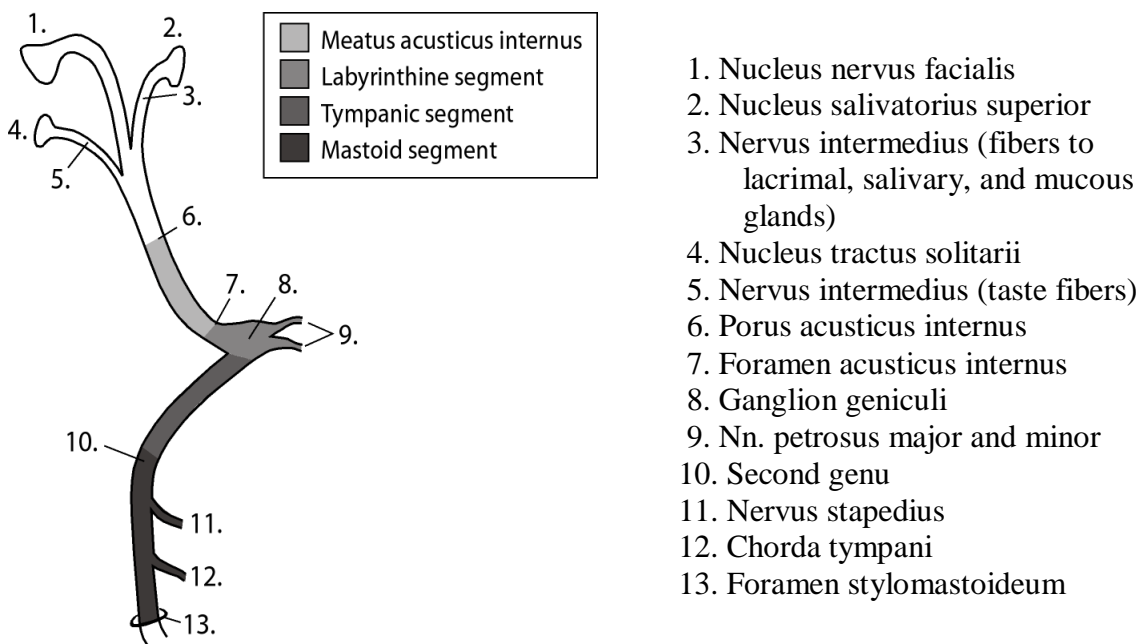 1.
2.
3.
4.
5.
6.
7.
8.
9.
10.
11.
12.
13.
Meatus acusticus internus
Labyrinthine segment
Tympanic segment
Mastoid segment
1. Nucleus nervus facialis
2. Nucleus salivatorius superior
3. Nervus intermedius (fibers to
lacrimal, salivary, and mucous
glands)
4. Nucleus tractus solitarii
5. Nervus intermedius (taste fibers)
6. Porus acusticus internus
7. Foramen acusticus internus
8. Ganglion geniculi
9. Nn. petrosus major and minor
10. Second genu
11. Nervus stapedius
12. Chorda tympani
13. Foramen stylomastoideum